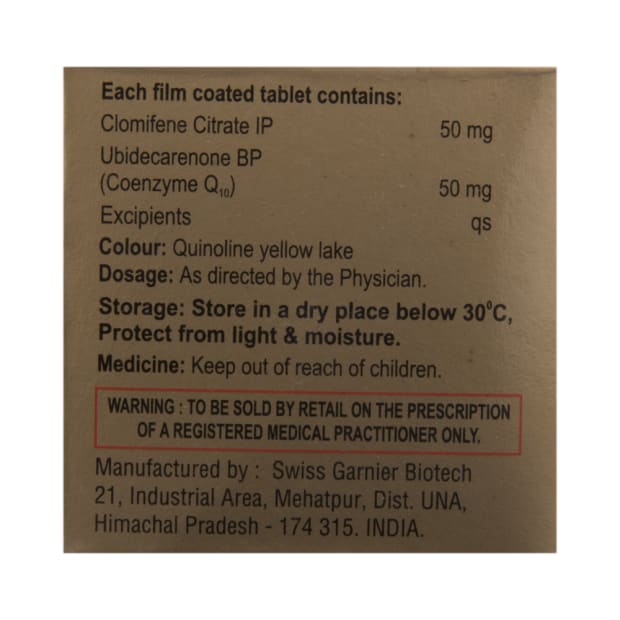 Each film coated tablet contains:
Clomifene Citrate IP 50 mg
Ubidecarenone BP
(Coenzyme Q₁₀) 50 mg
Excipients qs
Colour: Quinoline yellow lake
Dosage: As directed by the Physician.
Storage: Store in a dry place below 30⁰C,
Protect from light & moisture.
Medicine: Keep out of reach of children.
WARNING : TO BE SOLD BY RETAIL ON THE PRESCRIPTION
OF A REGISTERED MEDICAL PRACTITIONER ONLY.
Manufactured by : Swiss Garnier Biotech
21, Industrial Area, Mehatpur, Dist. UNA,
Himachal Pradesh - 174 315. INDIA.